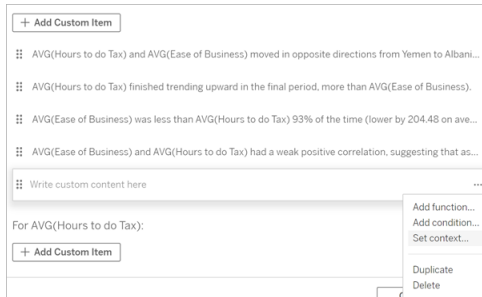 + Add Custom Item
AVG(Hours to do Tax) and AVG(Ease of Business) moved in opposite directions from Yemen to Albani...
AVG(Hours to do Tax) finished trending upward in the final period, more than AVG(Ease of Business).
AVG(Ease of Business) was less than AVG(Hours to do Tax) 93% of the time (lower by 204.48 on ave...
AVG(Ease of Business) and AVG(Hours to do Tax) had a weak positive correlation, suggesting that as...
Write custom content here ...
Add function...
Add condition...
Set context...
For AVG(Hours to do Tax):
+ Add Custom Item
Duplicate
Delete